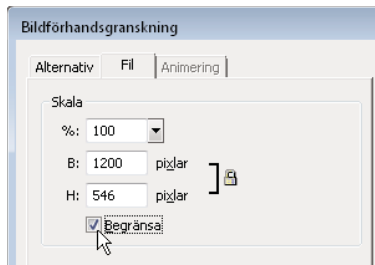 Bildförhandsgranskning
Alternativ Fil Animering
Skala
%: 100
B: 1200 pixlar
H: 546 pixlar
Begränsa